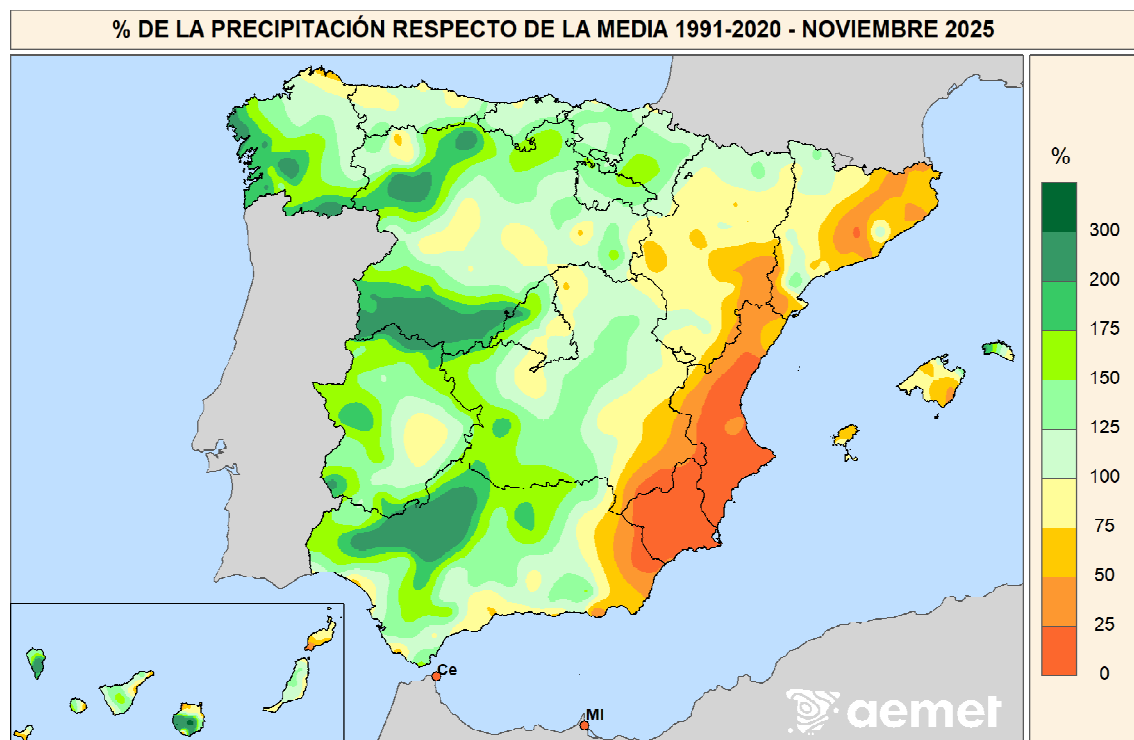 % DE LA PRECIPITACIÓN RESPECTO DE LA MEDIA 1991-2020 - NOVIEMBRE 2025
%
300
200
175
150
125
100
75
50
25
0
Ce
Ml
aemet